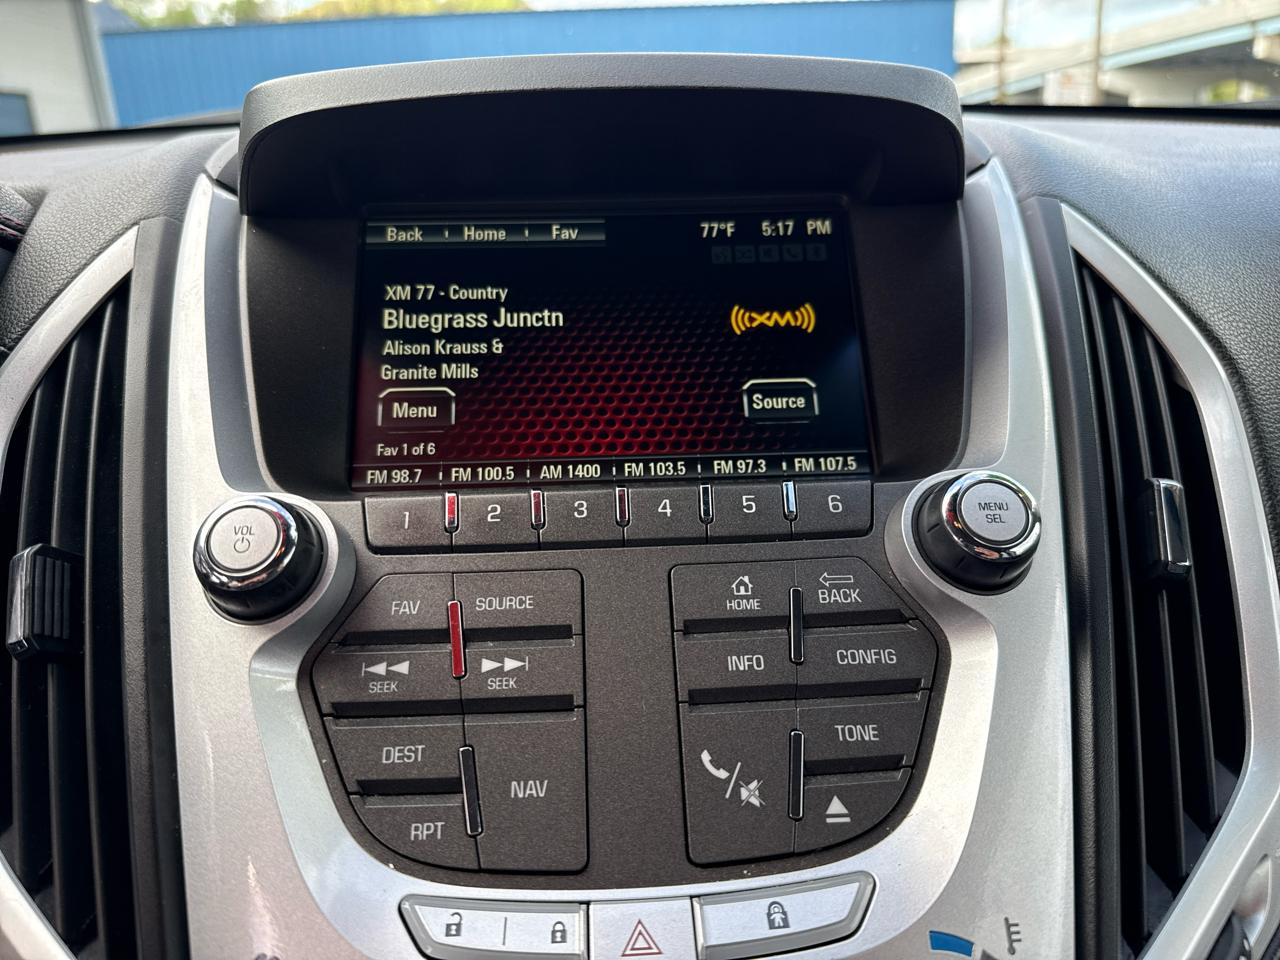 Back Home Fav 77°F 5:17 PM
XM 77 - Country
Bluegrass Junctn
((XM))
Alison Krauss &
Granite Mills
Menu
Source
Fav 1 of 6
FM 98.7 FM 100.5 AM 1400 FM 103.5 FM 97.3 FM 107.5
1 2 3 4 5 6
VOL
MENU
SEL
FAV SOURCE
HOME BACK
SEEK SEEK
INFO CONFIG
DEST
NAV
RPT
TONE